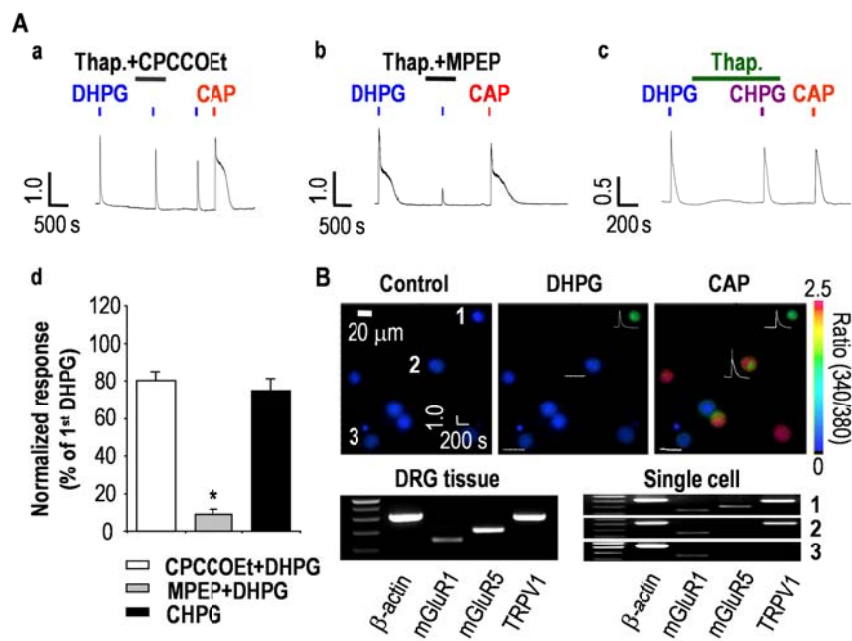 A
a
Thap.+CPCCOEt
DHPG
CAP
1.0
500 s
b
Thap.+MPEP
DHPG
CAP
1.0
500 s
c
Thap.
DHPG
CHPG
CAP
0.5
200 s
d
Normalized response
(% of 1st DHPG)
120
100
80
60
40
20
0
*
CPCCOEt+DHPG
MPEP+DHPG
CHPG
B
Control
DHPG
CAP
20 μm
1
2
3
1.0
200 s
2.5
Ratio (340/380)
0
DRG tissue
β-actin
mGluR1
mGluR5
TRPV1
Single cell
1
2
3
β-actin
mGluR1
mGluR5
TRPV1